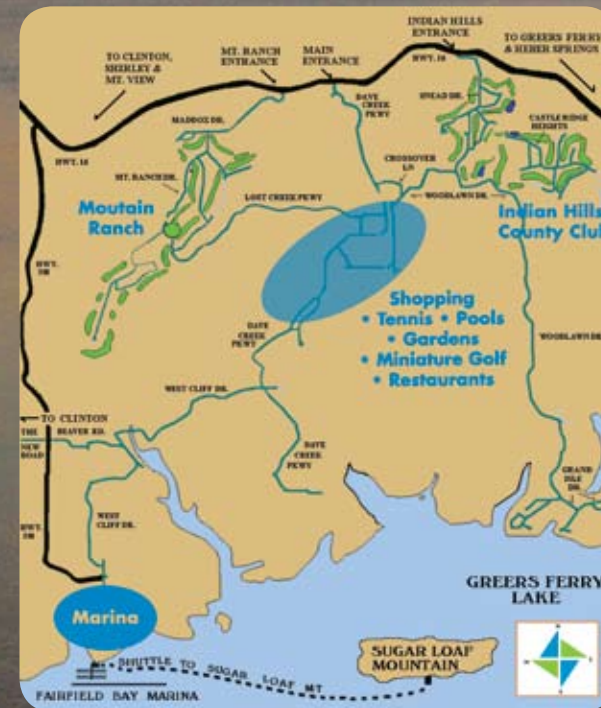 INDIAN HILLS
ENTRANCE
TO GREERS FERRY
& HEBER SPRINGS
MT. RANCH
ENTRANCE
MAIN
ENTRANCE
TO CLINTON,
SHIRLEY &
MT. VIEW
HWY. 16
DAVE
CREEK
PKWY
SNEAD DR.
MADDOX DR.
CASTLE RIDGE
HEIGHTS
HWY. 16
CROSSOVER
LN
MT. RANCH DR.
LOST CREEK PKWY
WOODLAWN DR.
Moutain
Ranch
Indian Hills
County Club
HWY.
Shopping
• Tennis • Pools
• Gardens
• Miniature Golf
• Restaurants
DAVE
CREEK
PKWY
WOODLAWN DR
WEST CLIFF DR.
TO CLINTON
THE
NEW
ROAD
BEAVER RD.
DAVE
CREEK
PKWY
GRAND
ISLE
DR.
WEST
CLIFF DR.
HWY.
GREERS FERRY
LAKE
Marina
SUGAR LOAF
MOUNTAIN
SHUTTLE TO SUGAR LOAF MT
FAIRFIELD BAY MARINA